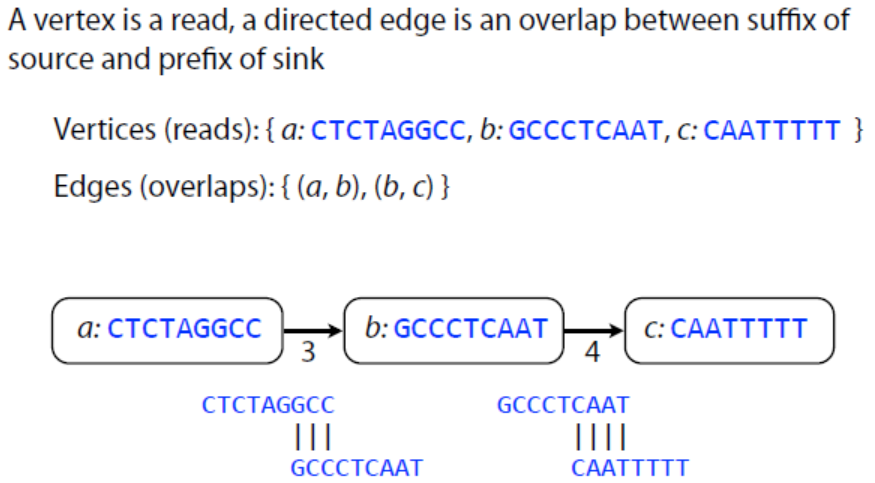 A vertex is a read, a directed edge is an overlap between suffix of
source and prefix of sink
Vertices (reads): { a: CTCTAGGCC, b: GCCCTCAAT, c: CAATTTTT }
Edges (overlaps): { (a, b), (b, c) }
a: CTCTAGGCC 3 b: GCCCTCAAT 4 c: CAATTTTT
CTCTAGGCC GCCCTCAAT
||| ||||
GCCCTCAAT CAATTTTT